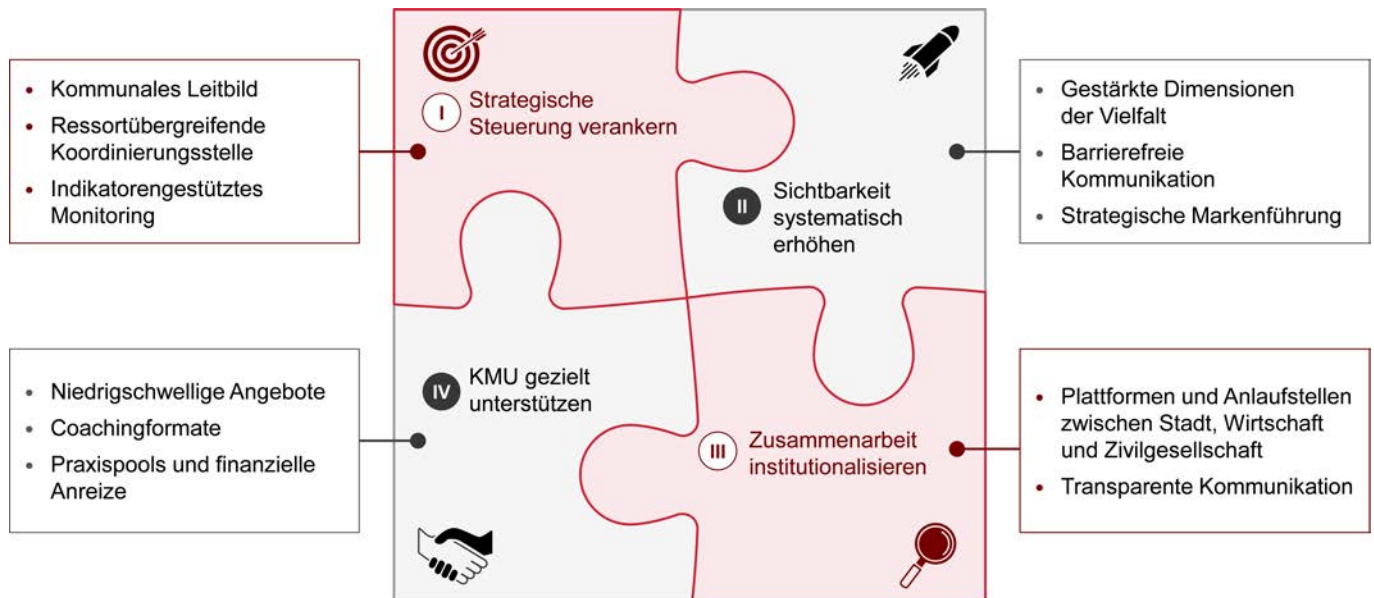 • Kommunales Leitbild
• Ressortübergreifende
Koordinierungsstelle
• Indikatorengestütztes
Monitoring
I Strategische
Steuerung verankern
II Sichtbarkeit
systematisch
erhöhen
• Gestärkte Dimensionen
der Vielfalt
• Barrierefreie
Kommunikation
• Strategische Markenführung
• Niedrigschwellige Angebote
• Coachingformate
• Praxispools und finanzielle
Anreize
IV KMU gezielt
unterstützen
III Zusammenarbeit
institutionalisieren
• Plattformen und Anlaufstellen
zwischen Stadt, Wirtschaft
und Zivilgesellschaft
• Transparente Kommunikation